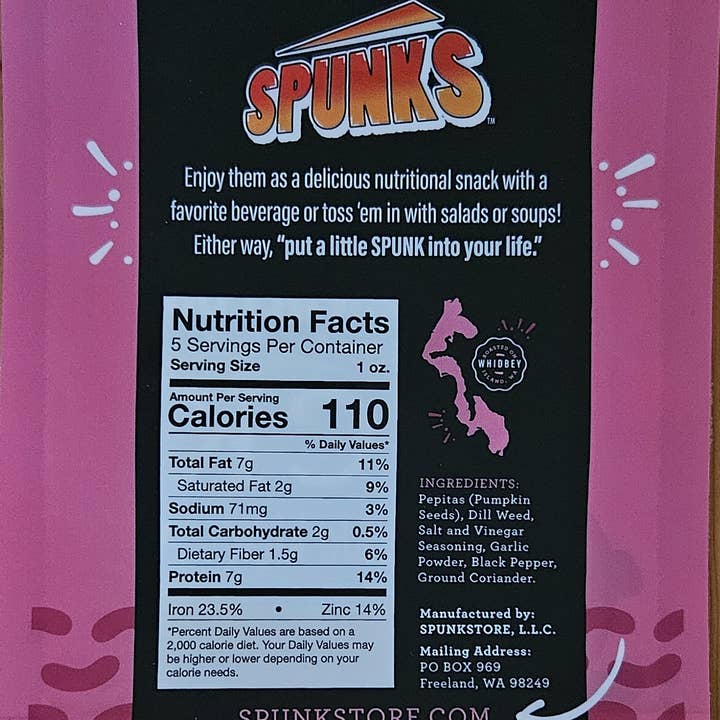 SPUNKS™
Enjoy them as a delicious nutritional snack with a
favorite beverage or toss 'em in with salads or soups!
Either way, "put a little SPUNK into your life."
Nutrition Facts
5 Servings Per Container
Serving Size 1 oz.
Amount Per Serving
Calories 110
% Daily Values*
Total Fat 7g 11%
Saturated Fat 2g 9%
Sodium 71mg 3%
Total Carbohydrate 2g 0.5%
Dietary Fiber 1.5g 6%
Protein 7g 14%
Iron 23.5% • Zinc 14%
*Percent Daily Values are based on a
2,000 calorie diet. Your Daily Values may
be higher or lower depending on your
calorie needs.
ROASTED ON
WHIDBEY
ISLAND, WA
INGREDIENTS:
Pepitas (Pumpkin
Seeds), Dill Weed,
Salt and Vinegar
Seasoning, Garlic
Powder, Black Pepper,
Ground Coriander.
Manufactured by:
SPUNKSTORE, L.L.C.
Mailing Address:
PO BOX 969
Freeland, WA 98249
SPUNKSTORE.COM